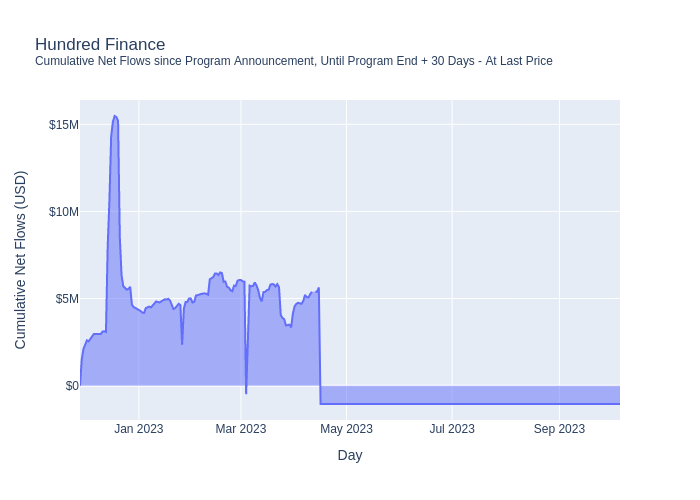 Hundred Finance
Cumulative Net Flows since Program Announcement, Until Program End + 30 Days - At Last Price
Cumulative Net Flows (USD)
$15M
$10M
$5M
$0
Jan 2023
Mar 2023
May 2023
Jul 2023
Sep 2023
Day